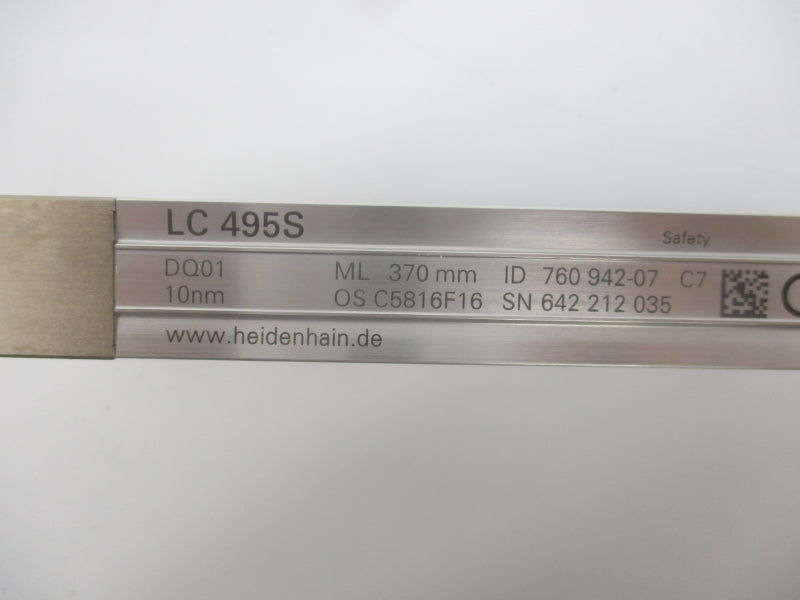 LC 495S
Safety
DQ01 ML 370 mm ID 760 942-07 C7
10nm OS C5816F16 SN 642 212 035
www.heidenhain.de